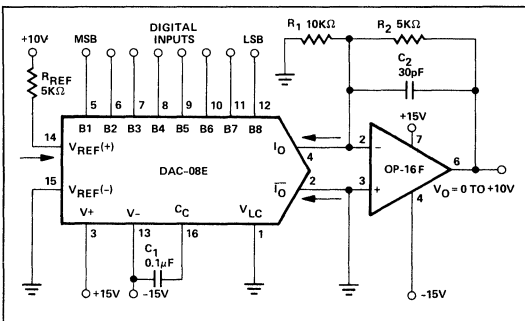 +10V
MSB
DIGITAL
INPUTS
LSB
R1 10KΩ
R2 5KΩ
C2
30pF
RREF
5KΩ
5 6 7 8 9 10 11 12
B1 B2 B3 B4 B5 B6 B7 B8
14
VREF(+)
15
VREF(-)
DAC-08E
IO
4
IO
2
V+
V-
CC
VLC
3
13
16
1
C1
0.1µF
+15V
-15V
+15V
7
2
-
3
+
OP-16F
6
4
VO = 0 TO +10V
-15V